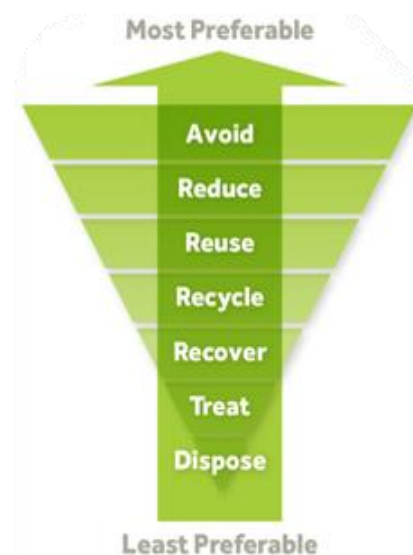 Most Preferable
Avoid
Reduce
Reuse
Recycle
Recover
Treat
Dispose
Least Preferable